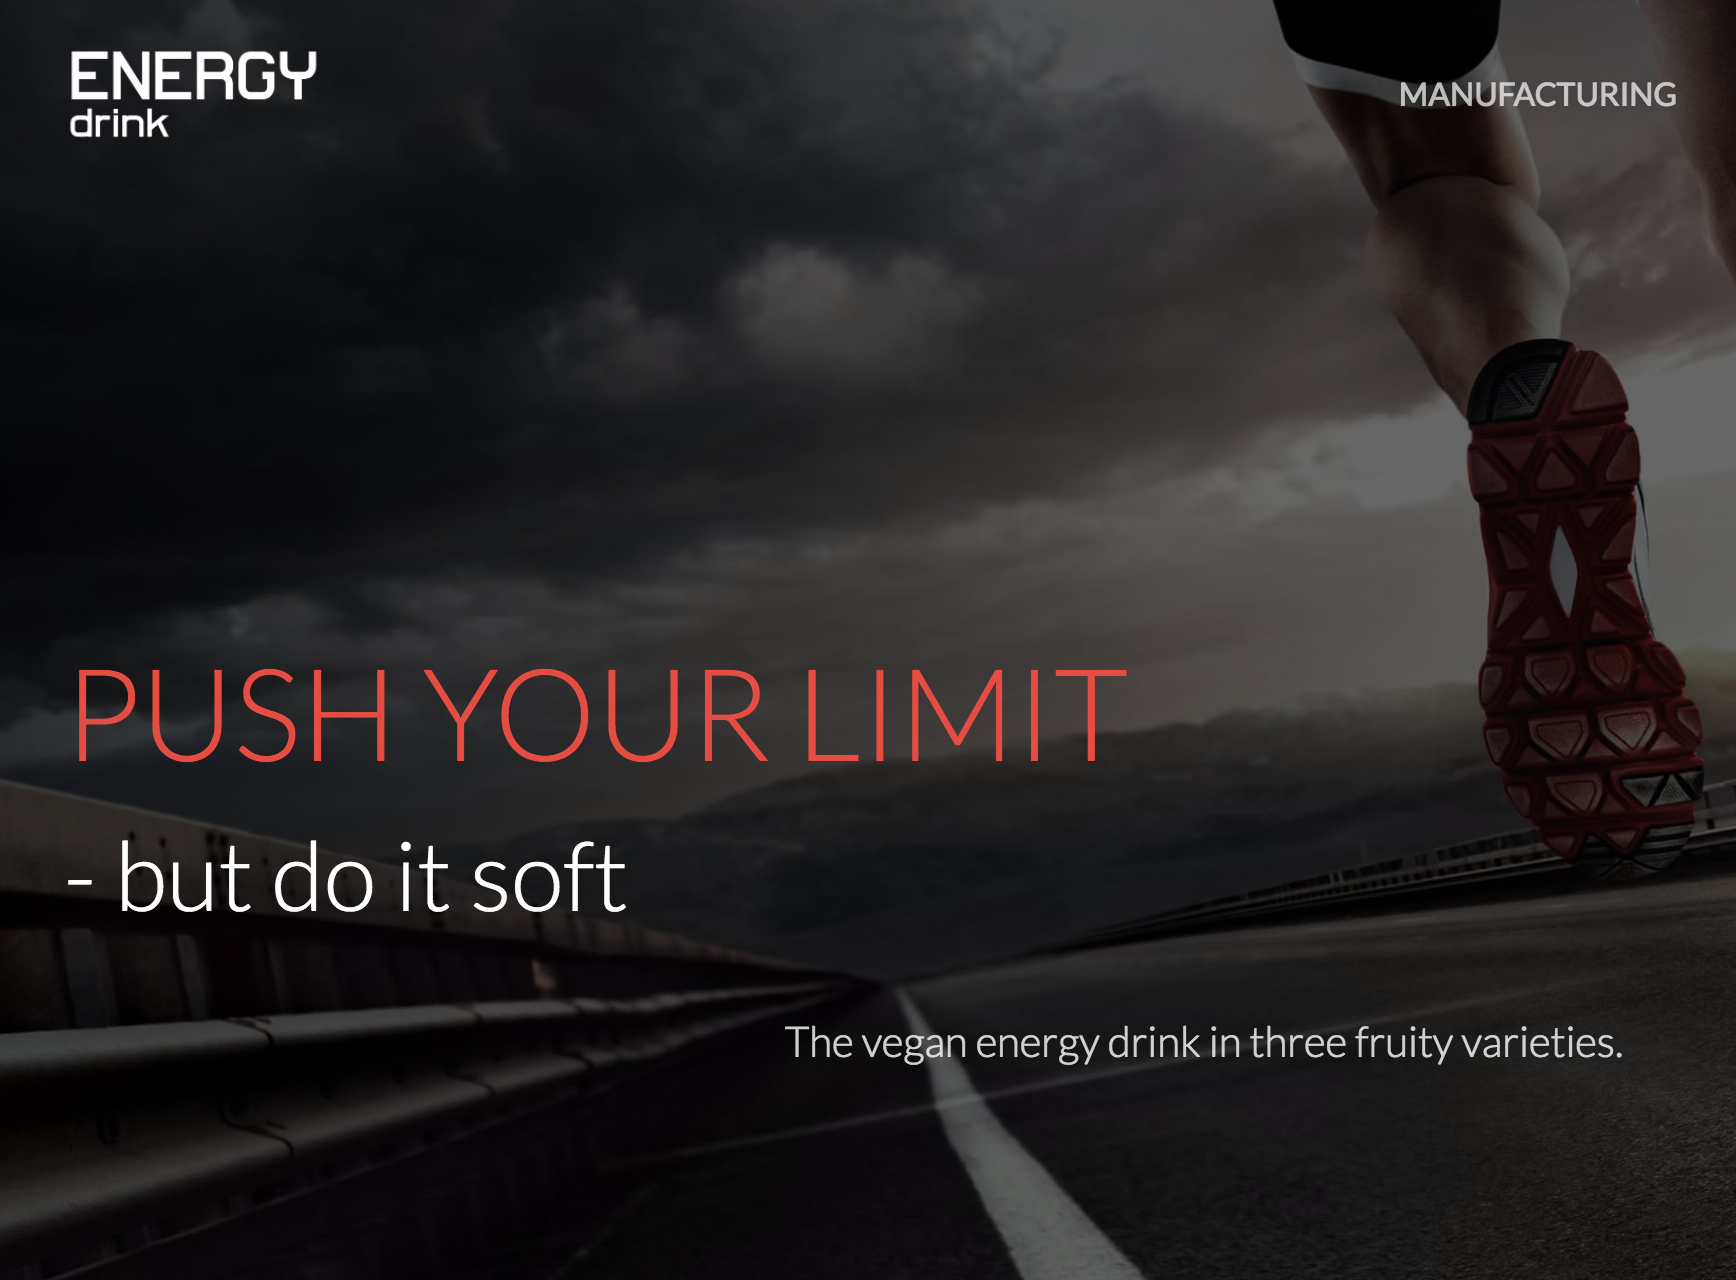 ENERGY
drink
MANUFACTURING
PUSH YOUR LIMIT
- but do it soft
The vegan energy drink in three fruity varieties.